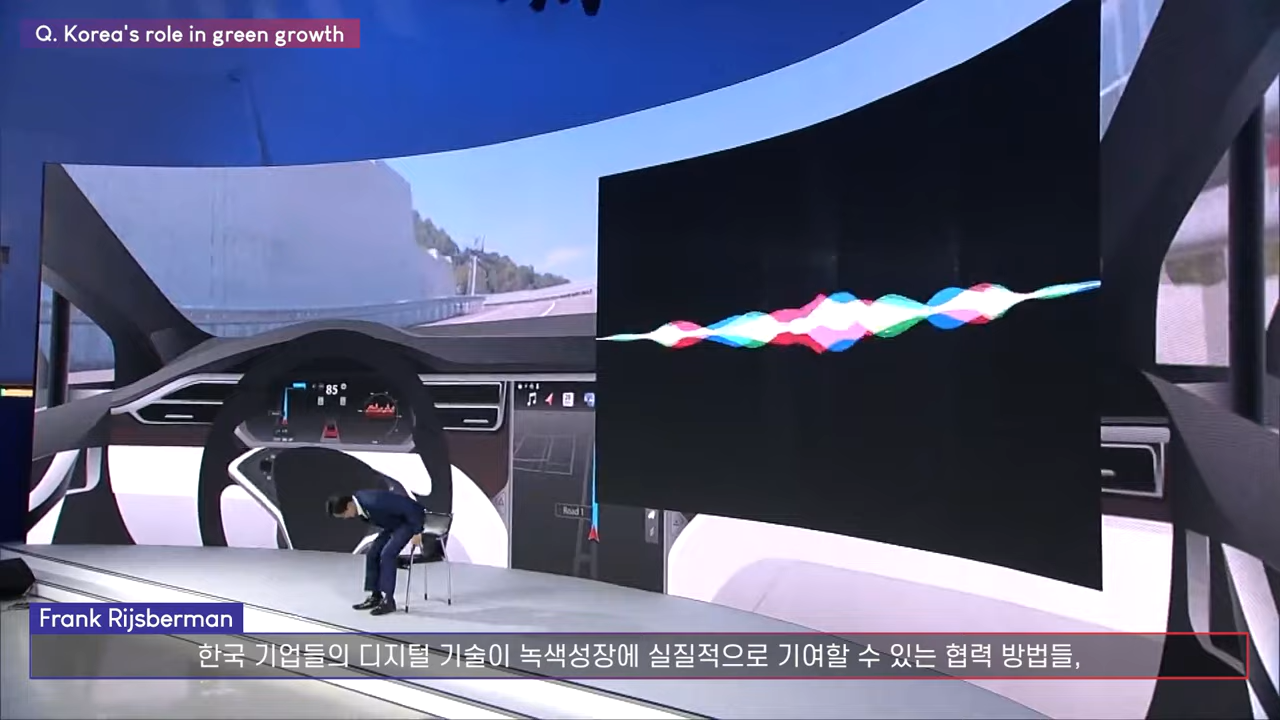 Q. Korea's role in green growth
85
Road 1
Frank Rijsberman
한국 기업들의 디지털 기술이 녹색성장에 실질적으로 기여할 수 있는 협력 방법들,